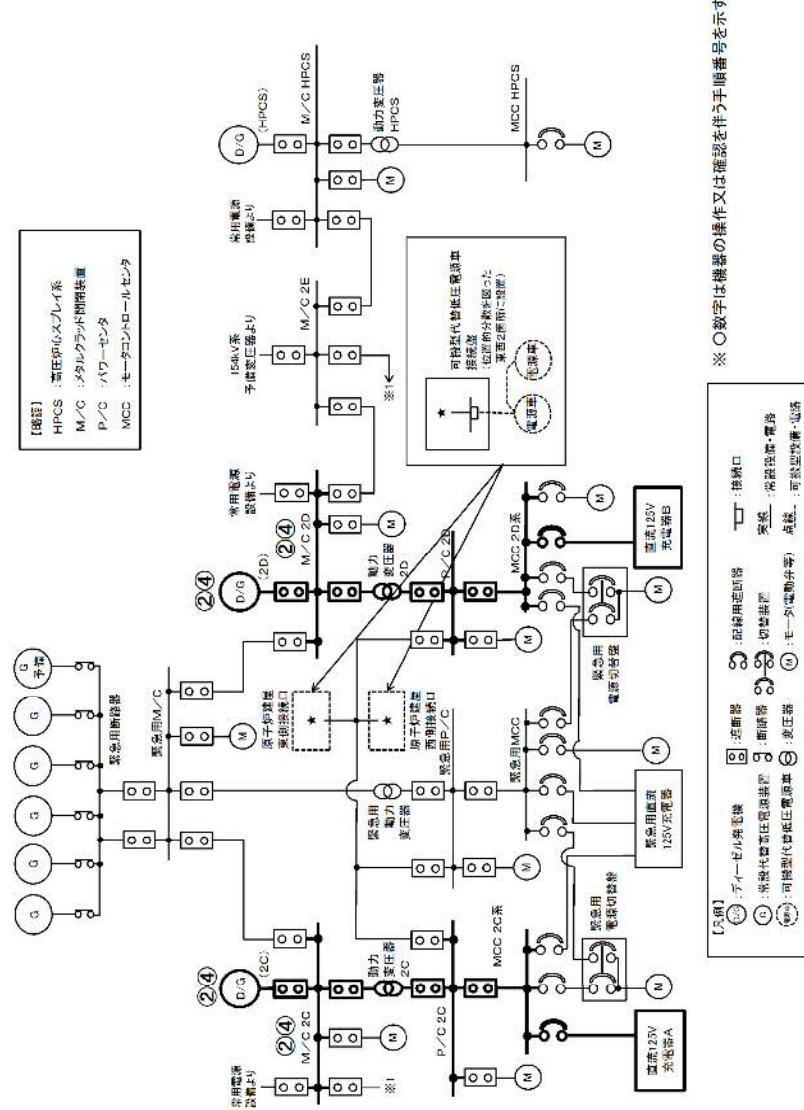 【略語】
HPCS :高圧炉心スプレイ系
M/C :メタルクラッド開閉装置
P/C :パワーセンタ
MCC :モータコントロールセンタ
G
G
G
G
G
G
予備
緊急用断路器
緊急用M/C
M
②④
D/G
(2C)
常用電源
設備より
②④
M/C 2C
※1
M
動力
変圧器
2C
P/C 2C
M
MCC 2C系
直流125V
充電器A
M
緊急用
電源切替盤
緊急用
動力
変圧器
緊急用P/C
M
緊急用MCC
M
緊急用直流
125V充電器
原子炉建屋
東側接続口
★
原子炉建屋
西側接続口
★
②④
D/G
(2D)
常用電源
設備より
②④
M/C 2D
M
動力
変圧器
2D
P/C 2D
M
MCC 2D系
M
直流125V
充電器B
緊急用
電源切替盤
M
154kV系
予備変圧器より
M/C 2E
※1
可搬型代替低圧電源車
接続盤
(位置的分散を図った
東西2箇所に設置)
★
電源車
電源車
D/G
(HPCS)
常用電源
設備より
M/C HPCS
M
動力変圧器
HPCS
MCC HPCS
M
※ ○数字は機器の操作又は確認を伴う手順番号を示す
【凡例】
D/G :ディーゼル発電機
G :常設代替高圧電源装置
電源車 :可搬型代替低圧電源車
:遮断器
:断路器
:変圧器
:配線用遮断器
:切替装置
M :モータ(電動弁等)
:接続口
実線 :常設設備・電路
点線 :可搬型設備・電路